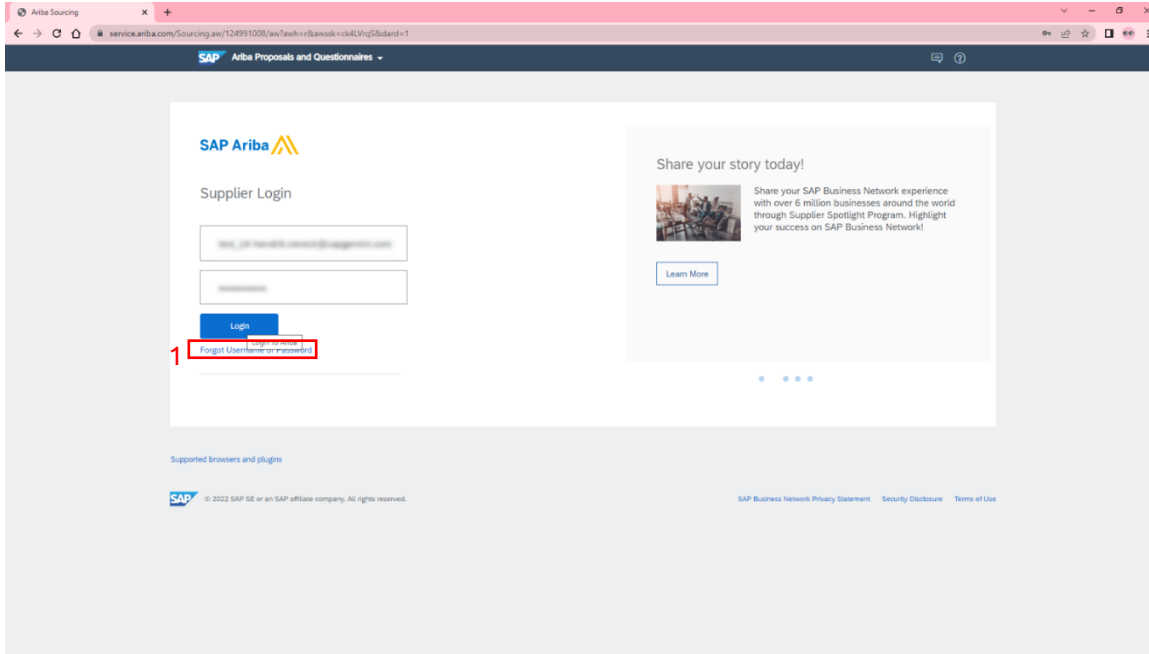 Ariba Sourcing
service.ariba.com/Sourcing.aw/124991008/aw?awh=r&awssk=ck4LVrqS&dard=1
SAP Ariba Proposals and Questionnaires
SAP Ariba
Supplier Login
Login
Login to Ariba
1 Forgot Username or Password
Share your story today!
Share your SAP Business Network experience
with over 6 million businesses around the world
through Supplier Spotlight Program. Highlight
your success on SAP Business Network!
Learn More
Supported browsers and plugins
SAP © 2022 SAP SE or an SAP affiliate company. All rights reserved.
SAP Business Network Privacy Statement Security Disclosure Terms of Use